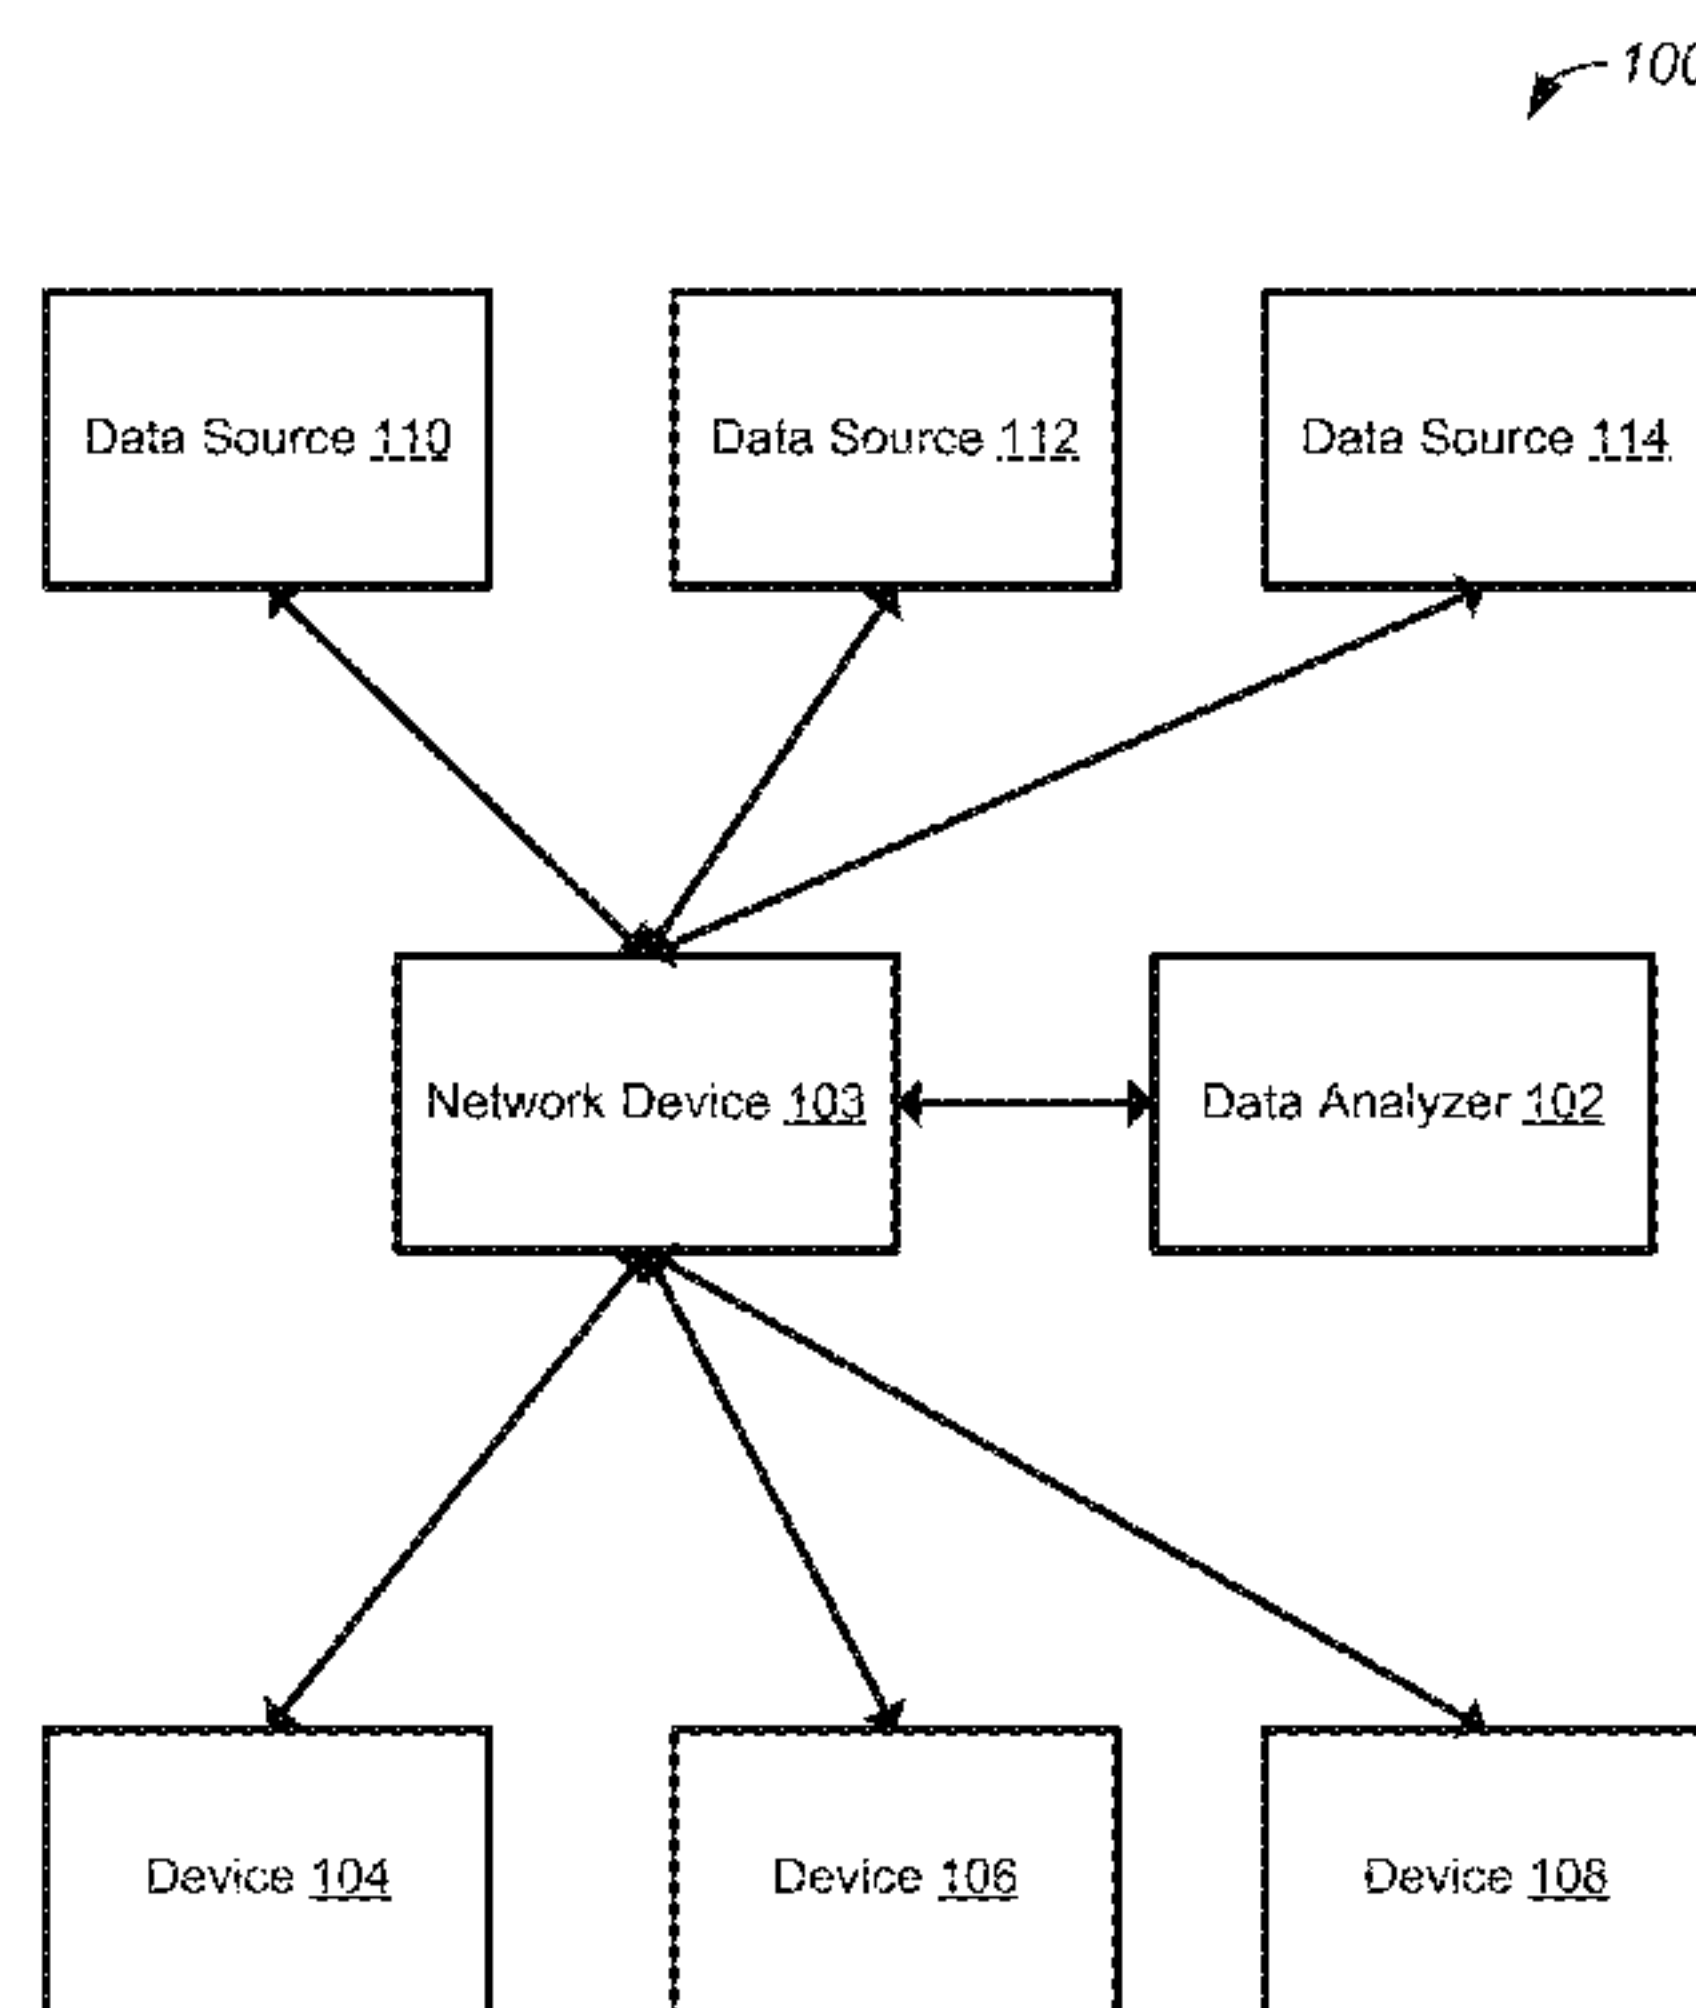 100
Data Source 110
Data Source 112
Data Source 114
Network Device 103
Data Analyzer 102
Device 104
Device 106
Device 108